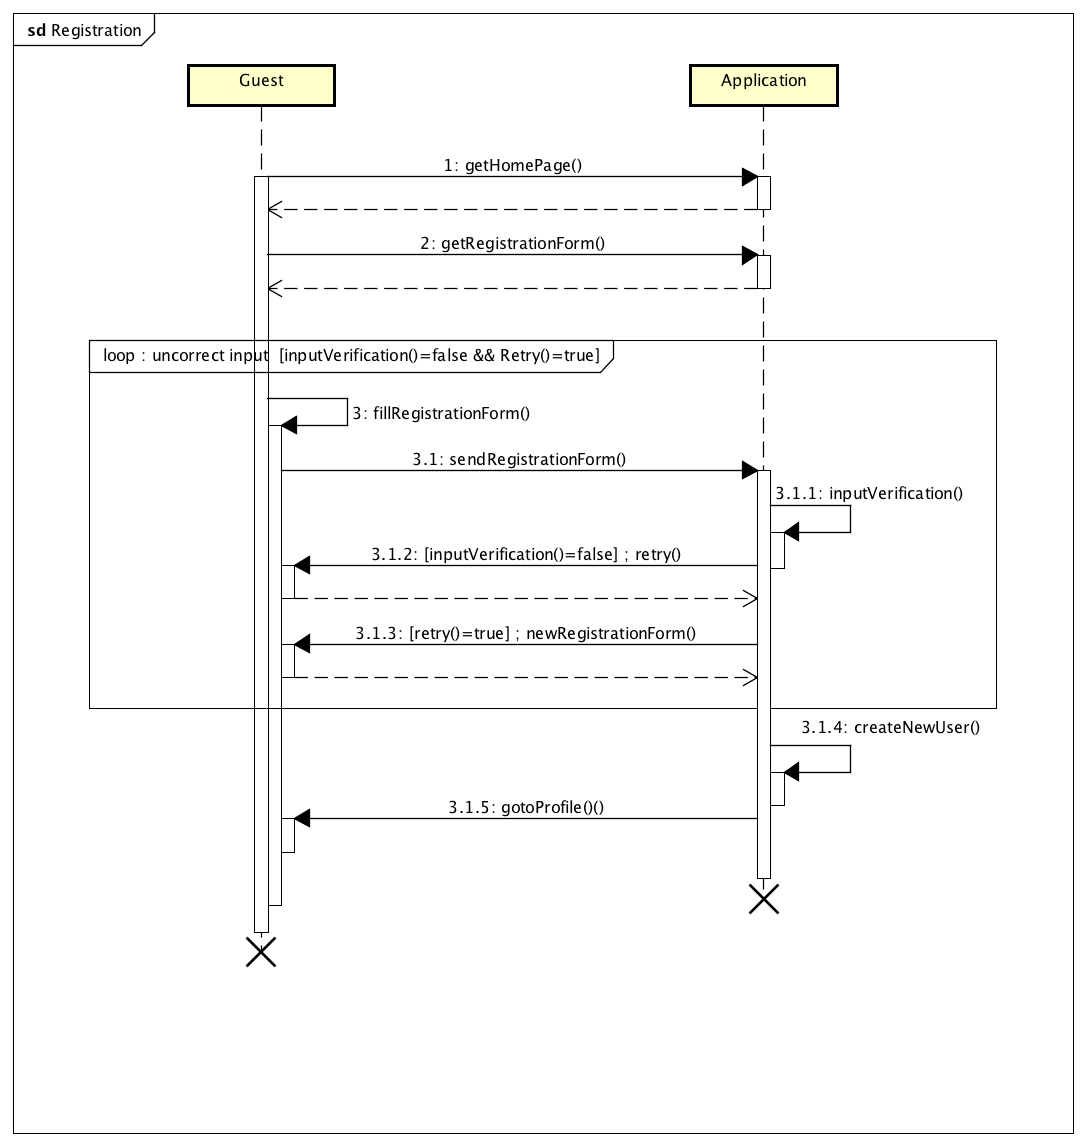 sd Registration
Guest
Application
1: getHomePage()
2: getRegistrationForm()
loop : uncorrect input  [inputVerification()=false && Retry()=true]
3: fillRegistrationForm()
3.1: sendRegistrationForm()
3.1.1: inputVerification()
3.1.2: [inputVerification()=false] ; retry()
3.1.3: [retry()=true] ; newRegistrationForm()
3.1.4: createNewUser()
3.1.5: gotoProfile()()